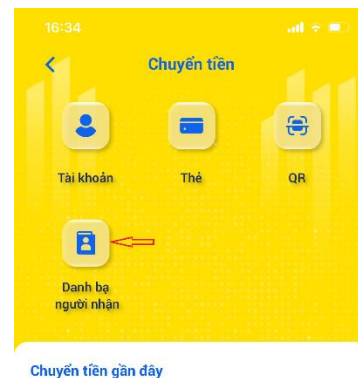 16:34
Chuyển tiền
Tài khoản
Thẻ
QR
Danh bạ
người nhận
Chuyển tiền gần đây